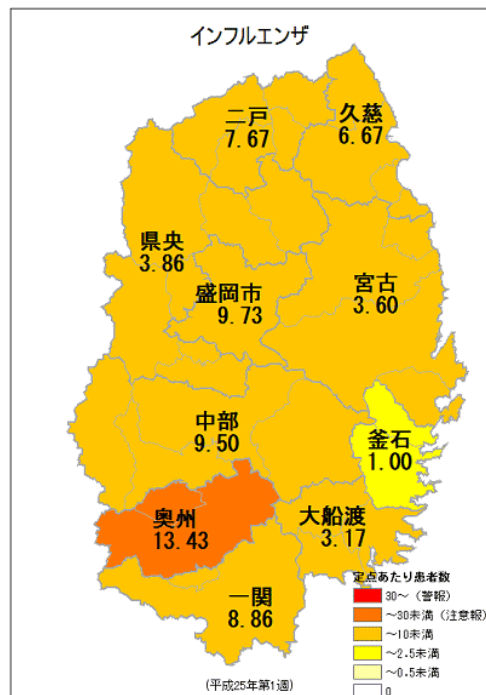 インフルエンザ
二戸
7.67
久慈
6.67
県央
3.86
盛岡市
9.73
宮古
3.60
中部
9.50
釜石
1.00
奥州
13.43
大船渡
3.17
一関
8.86
定点あたり患者数
30~ (警報)
~30未満 (注意報)
~10未満
~2.5未満
~0.5未満
0
(平成25年第1週)